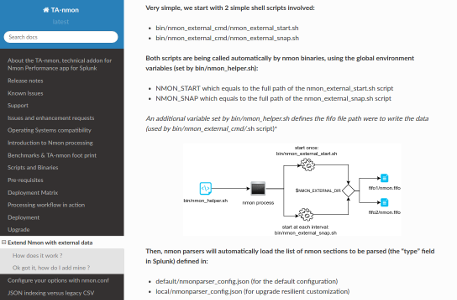 TA-nmon
latest
Search docs
About the TA-nmon, technical addon for
Nmon Performance app for Splunk
Release notes
Known Issues
Support
Issues and enhancement requests
Operating Systems compatibility
Introduction to Nmon processing
Benchmarks & TA-nmon foot print
Scripts and Binaries
Pre-requisites
Deployment Matrix
Processing workflow in action
Deployment
Upgrade
Extend Nmon with external data
How does it work ?
Ok got it, how do I add mine ?
Configure your options with nmon.conf
JSON indexing versus legacy CSV
Very simple, we start with 2 simple shell scripts involved:
bin/nmon_external_cmd/nmon_external_start.sh
bin/nmon_external_cmd/nmon_external_snap.sh
Both scripts are being called automatically by nmon binaries, using the global environment
variables (set by bin/nmon_helper.sh):
NMON_START which equals to the full path of the nmon_external_start.sh script
NMON_SNAP which equals to the full path of the nmon_external_snap.sh script
An additional variable set by bin/nmon_helper.sh defines the fifo file path were to write the data
(used by bin/nmon_external_cmd/.sh script)*
start once:
bin/nmon_external_start.sh
bin/nmon_helper.sh
nmon process
$NMON_EXTERNAL_DIR
fifo1/nmon.fifo
fifo2/nmon.fifo
start at each interval:
bin/nmon_external_snap.sh
Then, nmon parsers will automatically load the list of nmon sections to be parsed (the "type" field
in Splunk) defined in:
default/nmonparser_config.json (for the default configuration)
local/nmonparser_config.json (for upgrade resilient customization)